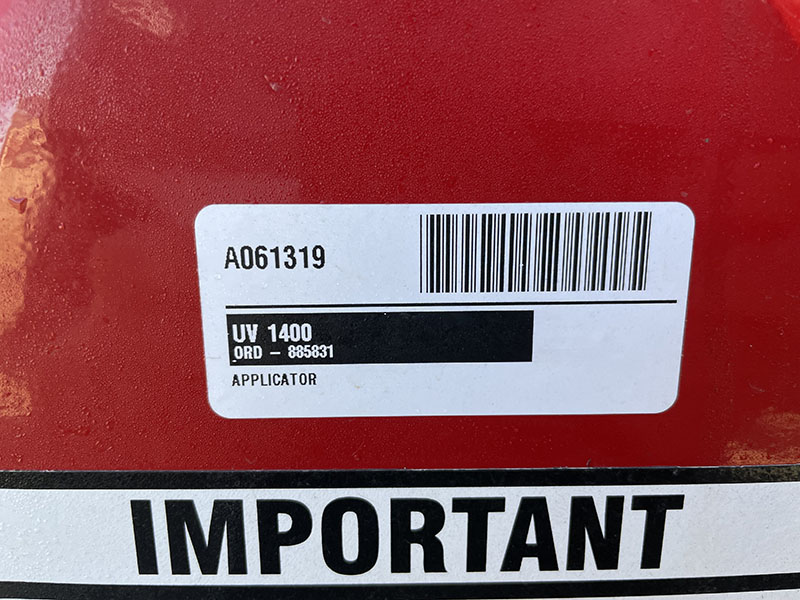 A061319
UV 1400
ORD - 885831
APPLICATOR
IMPORTANT